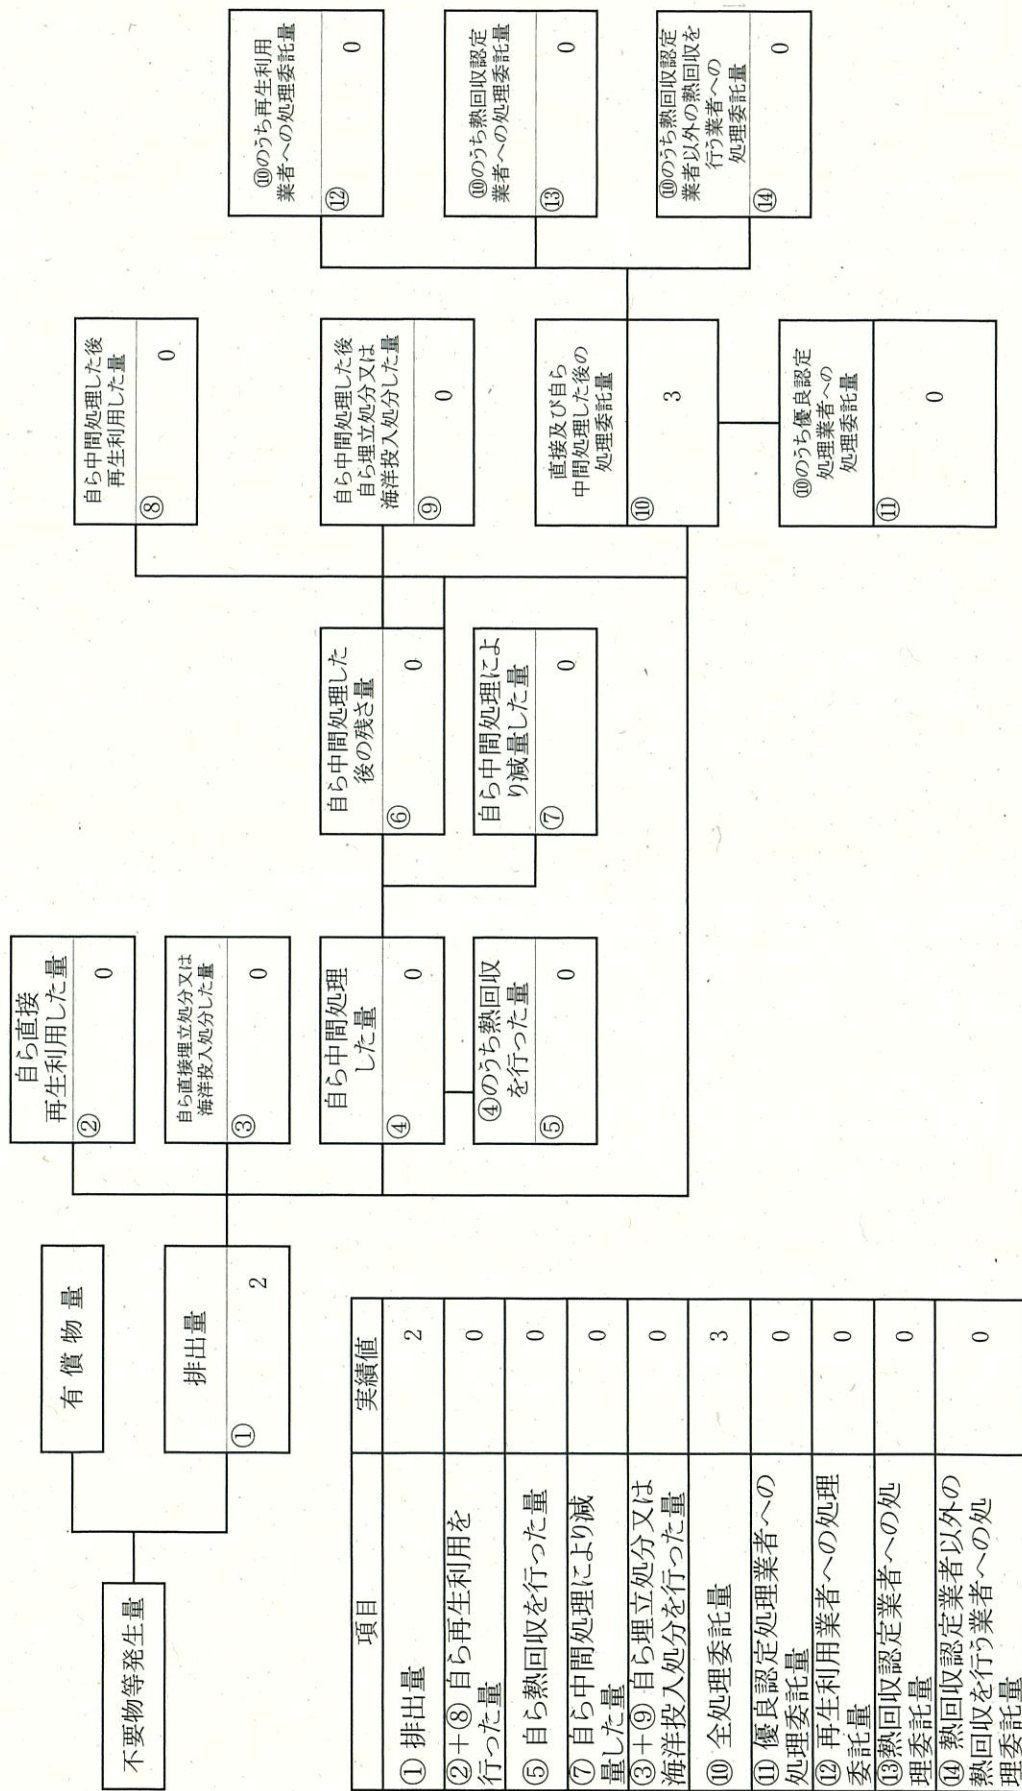 不要物等発生量
有償物量
排出量
① 2
自ら直接
再生利用した量
② 0
自ら直接埋立処分又は
海洋投入処分した量
③ 0
自ら中間処理
した量
④ 0
④のうち熱回収
を行った量
⑤ 0
自ら中間処理した
後の残さ量
⑥ 0
自ら中間処理によ
り減量した量
⑦ 0
自ら中間処理した後
再生利用した量
⑧ 0
自ら中間処理した後
自ら埋立処分又は
海洋投入処分した量
⑨ 0
直接及び自ら
中間処理した後の
処理委託量
⑩ 3
⑩のうち優良認定
処理業者への
処理委託量
⑪ 0
⑩のうち再生利用
業者への処理委託量
⑫ 0
⑩のうち熱回収認定
業者への処理委託量
⑬ 0
⑩のうち熱回収認定
業者以外の熱回収を
行う業者への
処理委託量
⑭ 0
項目 実績値
① 排出量 2
②+⑧ 自ら再生利用を
行った量 0
⑤ 自ら熱回収を行った量 0
⑦ 自ら中間処理により減
量した量 0
③+⑨ 自ら埋立処分又は
海洋投入処分を行った量 0
⑩ 全処理委託量 3
⑪ 優良認定処理業者への
処理委託量 0
⑫ 再生利用業者への処理
委託量 0
⑬熱回収認定業者への処
理委託量 0
⑭ 熱回収認定業者以外の
熱回収を行う業者への処
理委託量 0